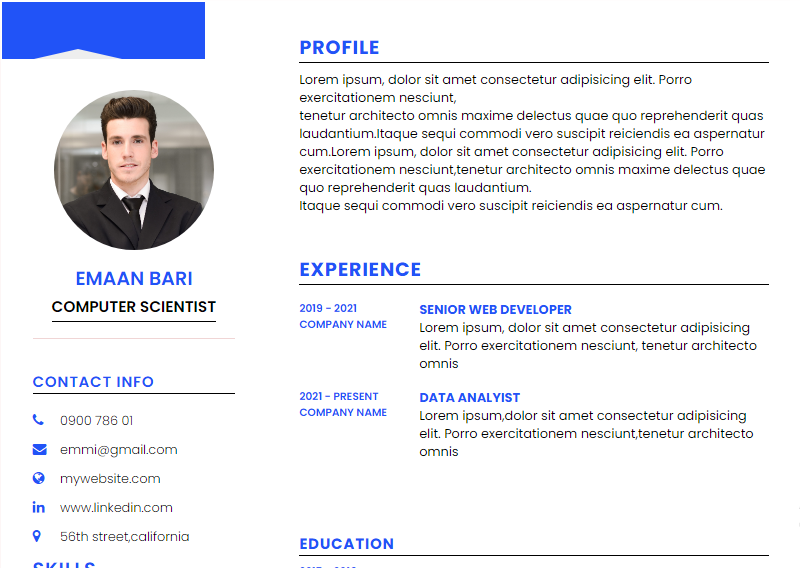 EMAAN BARI
COMPUTER SCIENTIST
CONTACT INFO
0900 786 01
emmi@gmail.com
mywebsite.com
www.linkedin.com
56th street,california
SKILLS
PROFILE
Lorem ipsum, dolor sit amet consectetur adipisicing elit. Porro
exercitationem nesciunt,
tenetur architecto omnis maxime delectus quae quo reprehenderit quas
laudantium.Itaque sequi commodi vero suscipit reiciendis ea aspernatur
cum.Lorem ipsum, dolor sit amet consectetur adipisicing elit. Porro
exercitationem nesciunt,tenetur architecto omnis maxime delectus quae
quo reprehenderit quas laudantium.
Itaque sequi commodi vero suscipit reiciendis ea aspernatur cum.
EXPERIENCE
2019 - 2021
COMPANY NAME
SENIOR WEB DEVELOPER
Lorem ipsum, dolor sit amet consectetur adipisicing
elit. Porro exercitationem nesciunt, tenetur architecto
omnis
2021 - PRESENT
COMPANY NAME
DATA ANALYIST
Lorem ipsum,dolor sit amet consectetur adipisicing
elit. Porro exercitationem nesciunt,tenetur architecto
omnis
EDUCATION